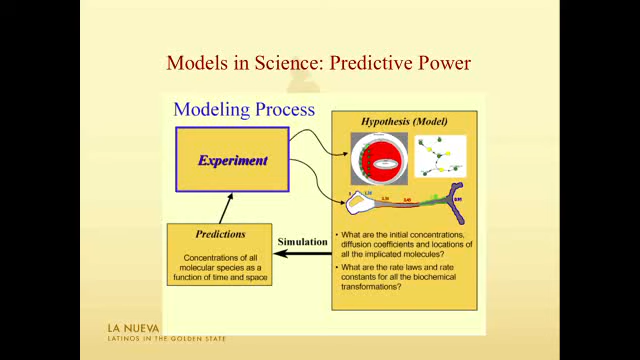 Models in Science: Predictive Power
Modeling Process
Experiment
Hypothesis (Model)
• What are the initial concentrations,
diffusion coefficients and locations of
all the implicated molecules?
• What are the rate laws and rate
constants for all the biochemical
transformations?
Simulation
Predictions
Concentrations of all
molecular species as a
function of time and space
LA NUEVA
LATINOS IN THE GOLDEN STATE